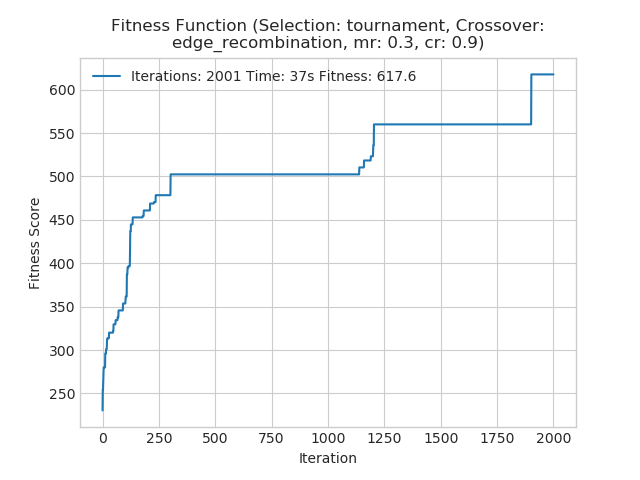 Fitness Function (Selection: tournament, Crossover:
edge_recombination, mr: 0.3, cr: 0.9)
Iterations: 2001 Time: 37s Fitness: 617.6
600
550
500
450
400
350
300
250
Fitness Score
0 250 500 750 1000 1250 1500 1750 2000
Iteration